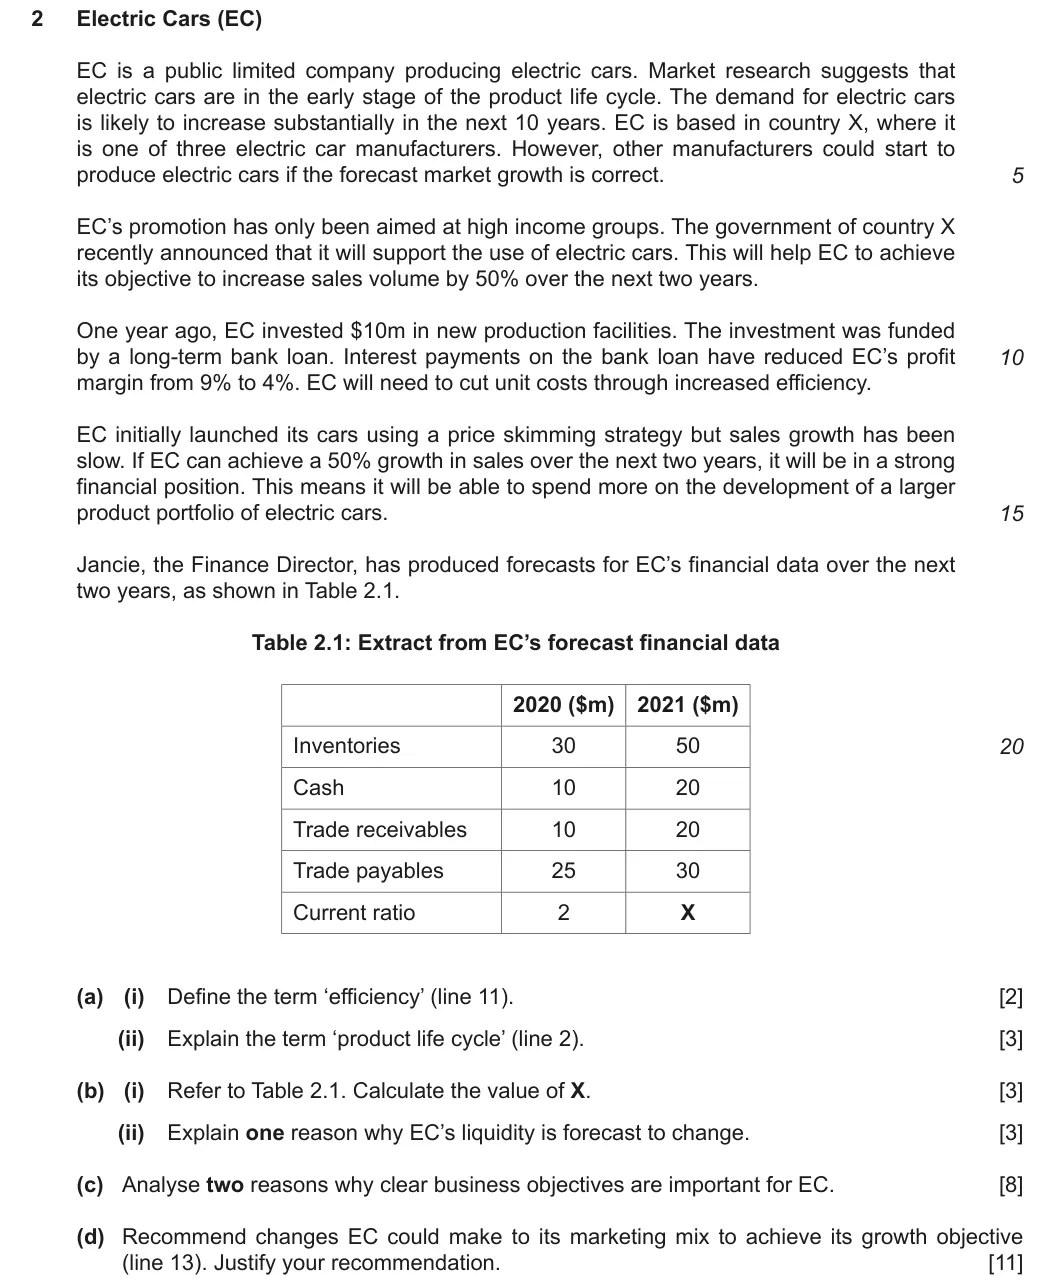 2 Electric Cars (EC)
EC is a public limited company producing electric cars. Market research suggests that
electric cars are in the early stage of the product life cycle. The demand for electric cars
is likely to increase substantially in the next 10 years. EC is based in country X, where it
is one of three electric car manufacturers. However, other manufacturers could start to
produce electric cars if the forecast market growth is correct. 5
EC’s promotion has only been aimed at high income groups. The government of country X
recently announced that it will support the use of electric cars. This will help EC to achieve
its objective to increase sales volume by 50% over the next two years.
One year ago, EC invested $10m in new production facilities. The investment was funded
by a long-term bank loan. Interest payments on the bank loan have reduced EC’s profit 10
margin from 9% to 4%. EC will need to cut unit costs through increased efficiency.
EC initially launched its cars using a price skimming strategy but sales growth has been
slow. If EC can achieve a 50% growth in sales over the next two years, it will be in a strong
financial position. This means it will be able to spend more on the development of a larger
product portfolio of electric cars. 15
Jancie, the Finance Director, has produced forecasts for EC’s financial data over the next
two years, as shown in Table 2.1.
Table 2.1: Extract from EC’s forecast financial data
2020 ($m) 2021 ($m)
Inventories 30 50 20
Cash 10 20
Trade receivables 10 20
Trade payables 25 30
Current ratio 2 X
(a) (i) Define the term ‘efficiency’ (line 11). [2]
(ii) Explain the term ‘product life cycle’ (line 2). [3]
(b) (i) Refer to Table 2.1. Calculate the value of X. [3]
(ii) Explain one reason why EC’s liquidity is forecast to change. [3]
(c) Analyse two reasons why clear business objectives are important for EC. [8]
(d) Recommend changes EC could make to its marketing mix to achieve its growth objective
(line 13). Justify your recommendation. [11]